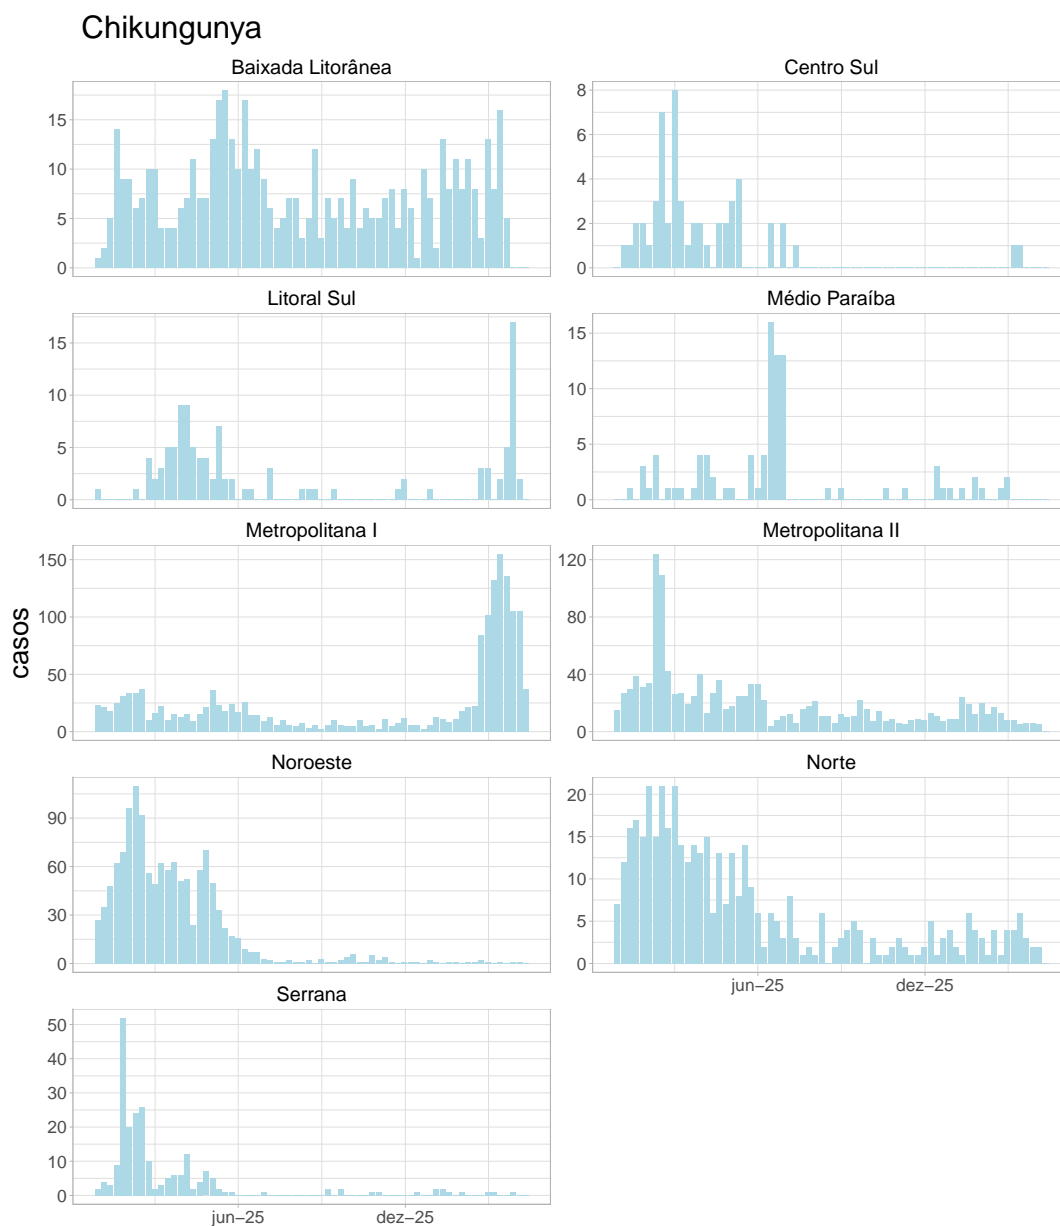 Chikungunya
Baixada Litorânea
Centro Sul
15
10
5
0
8
6
4
2
0
Litoral Sul
Médio Paraíba
15
10
5
0
15
10
5
0
Metropolitana I
Metropolitana II
casos
150
100
50
0
120
80
40
0
Noroeste
Norte
90
60
30
0
20
15
10
5
0
jun−25
dez−25
Serrana
50
40
30
20
10
0
jun−25
dez−25